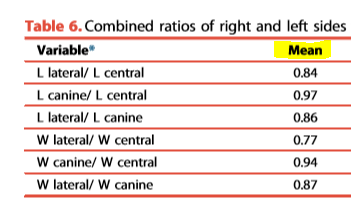 Table 6. Combined ratios of right and left sides
Variable* Mean
L lateral/ L central 0.84
L canine/ L central 0.97
L lateral/ L canine 0.86
W lateral/ W central 0.77
W canine/ W central 0.94
W lateral/ W canine 0.87